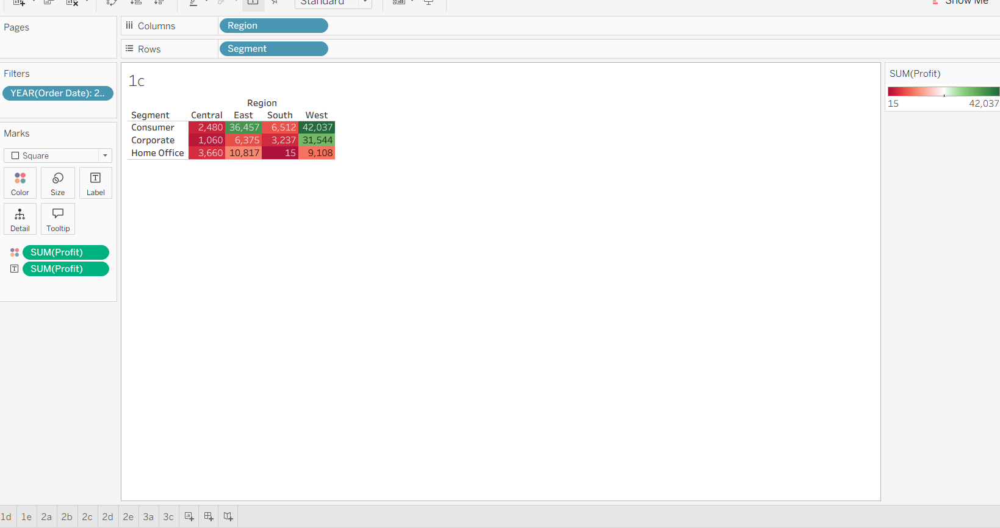 Standard
Show Me
Pages
Columns
Region
Rows
Segment
Filters
YEAR(Order Date): 2..
Marks
Square
Color
Size
Label
Detail
Tooltip
SUM(Profit)
SUM(Profit)
1c
Region
Segment Central East South West
Consumer 2,480 36,457 6,512 42,037
Corporate 1,060 6,375 3,237 31,544
Home Office 3,660 10,817 15 9,108
SUM(Profit)
15 42,037
1d 1e 2a 2b 2c 2d 2e 3a 3c